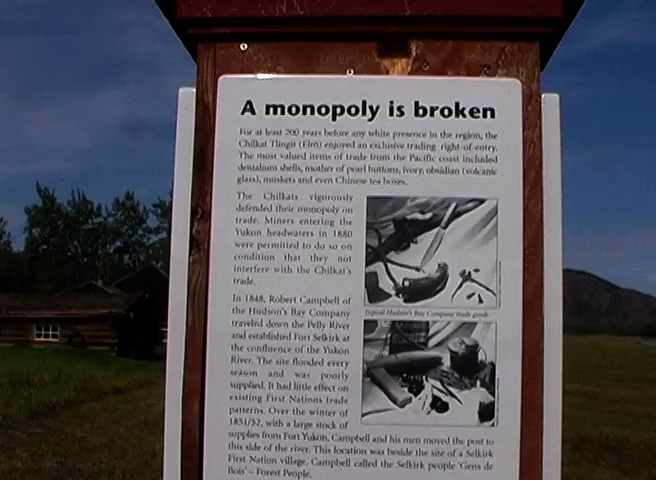 A monopoly is broken
For at least 200 years before any white presence in the region, the
Chilkat Tlingit (Łro) enjoyed an exclusive trading right-of-entry.
The most valued items of trade from the Pacific coast included
dentalium shells, mother of pearl buttons, ivory, obsidian (volcanic
glass), muskets and even Chinese tea boxes.
The Chilkats vigorously
defended their monopoly on
trade. Miners entering the
Yukon headwaters in 1880
were permitted to do so on
condition that they not
interfere with the Chilkat's
trade.
Typical Hudson's Bay Company trade goods
In 1848, Robert Campbell of
the Hudson's Bay Company
traveled down the Pelly River
and established Fort Selkirk at
the confluence of the Yukon
River. The site flooded every
season and was poorly
supplied. It had little effect on
existing First Nations trade
patterns. Over the winter of
1851/52, with a large stock of
supplies from Fort Yukon, Campbell and his men moved the post to
this side of the river. This location was beside the site of a Selkirk
First Nation village. Campbell called the Selkirk people 'Gens de
Bois' – Forest People.